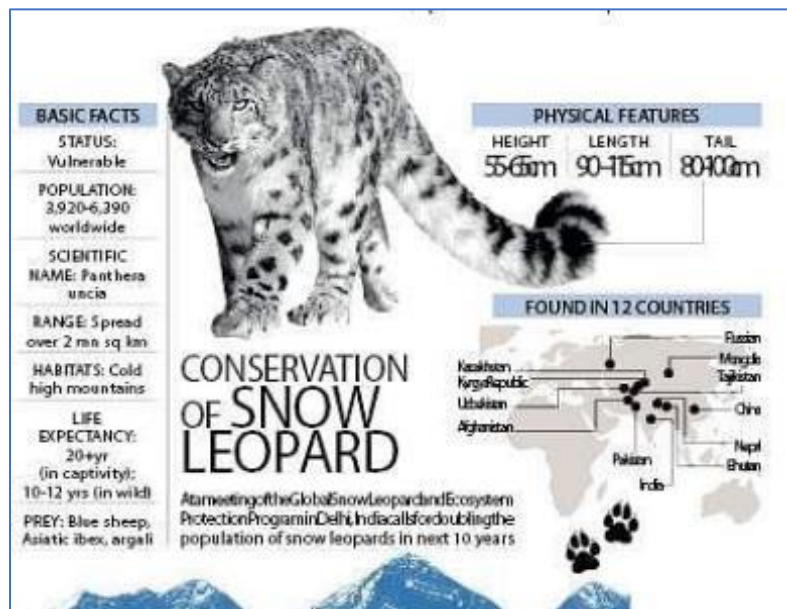 BASIC FACTS
STATUS:
Vulnerable
POPULATION:
3,920-6,390
worldwide
SCIENTIFIC
NAME: Panthera
uncia
RANGE: Spread
over 2 mn sq km
HABITATS: Cold
high mountains
LIFE
EXPECTANCY:
20+yr
(in captivity);
10-12 yrs (in wild)
PREY: Blue sheep,
Asiatic ibex, argali
CONSERVATION
OF SNOW
LEOPARD
At a meeting of the Global Snow Leopard and Ecosystem
Protection Program in Delhi, India calls for doubling the
population of snow leopards in next 10 years
PHYSICAL FEATURES
HEIGHT
55-65cm
LENGTH
90-115cm
TAIL
80-100cm
FOUND IN 12 COUNTRIES
Russian
Mongolia
Tajikistan
Kazakhstan
Kyrgyz Republic
Uzbekistan
Afghanistan
China
Nepal
Bhutan
Pakistan
India